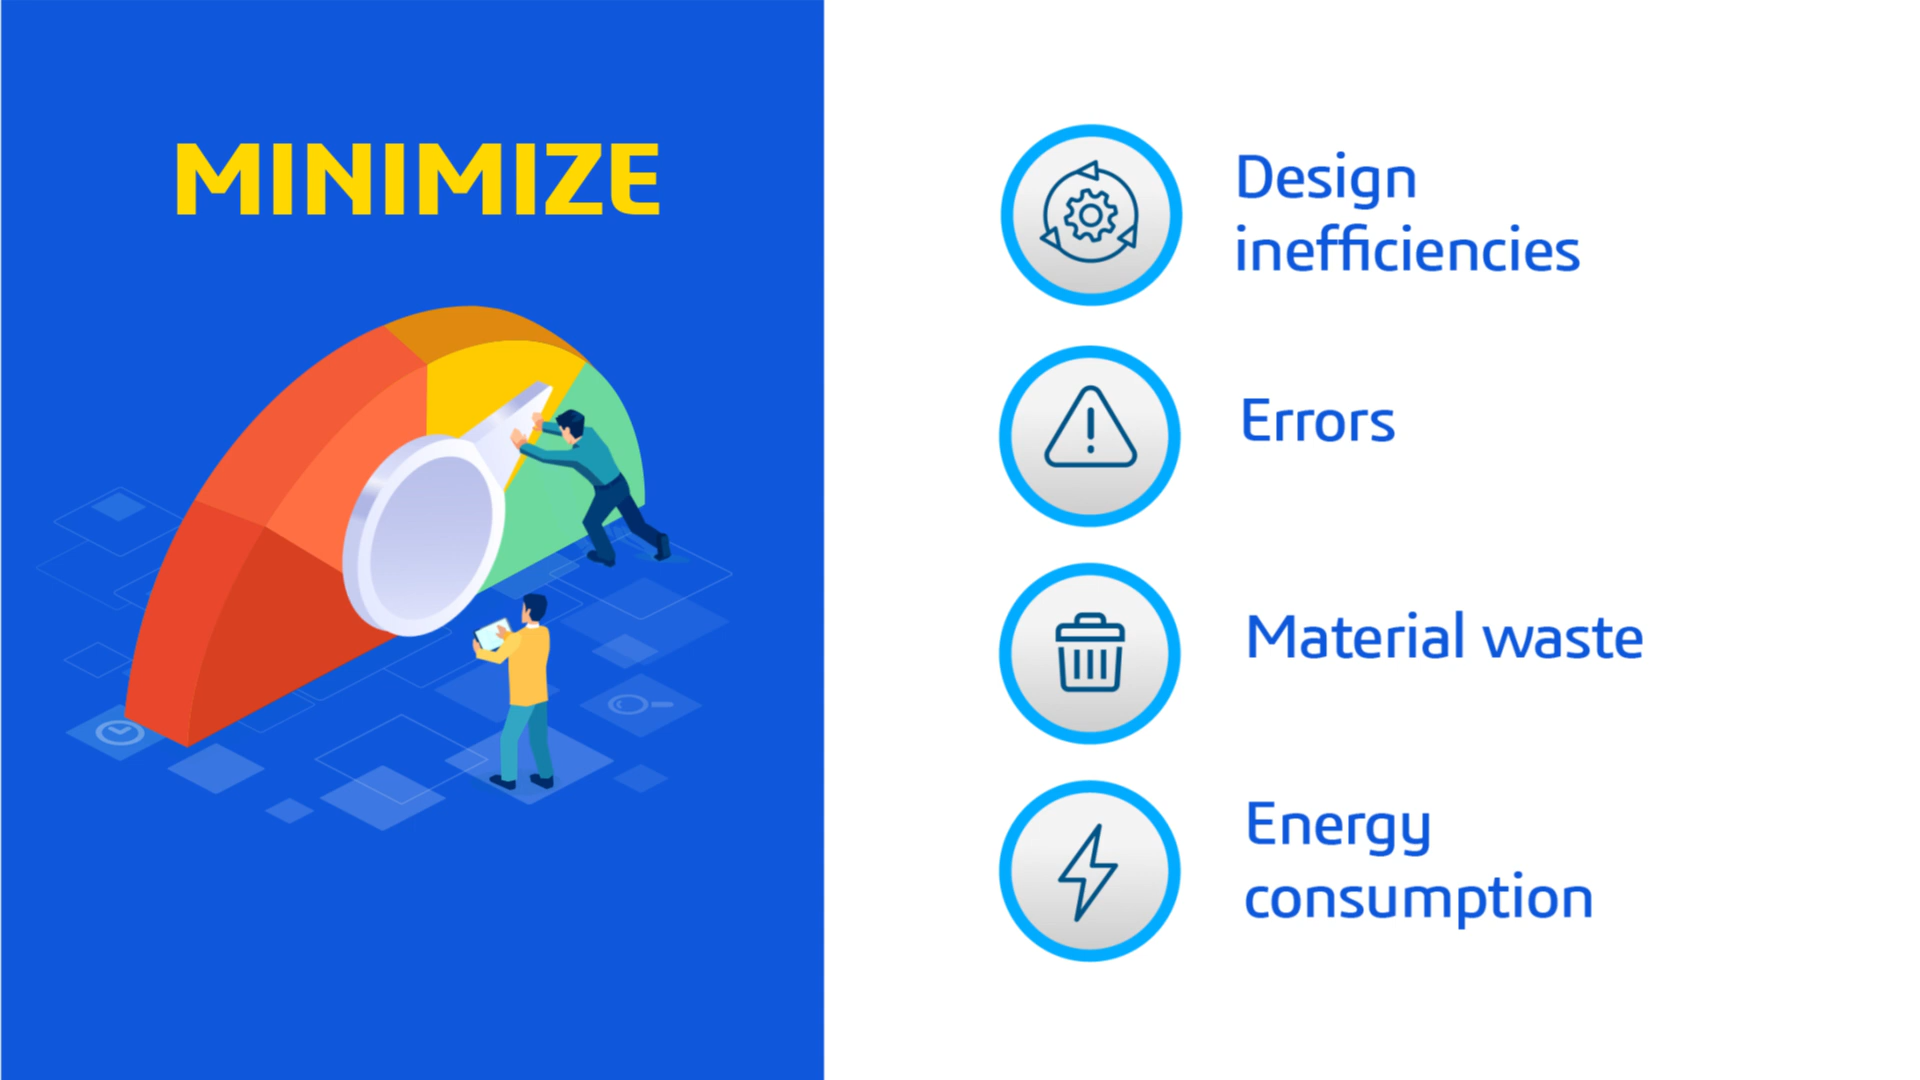 MINIMIZE
Design
inefficiencies
Errors
Material waste
Energy
consumption